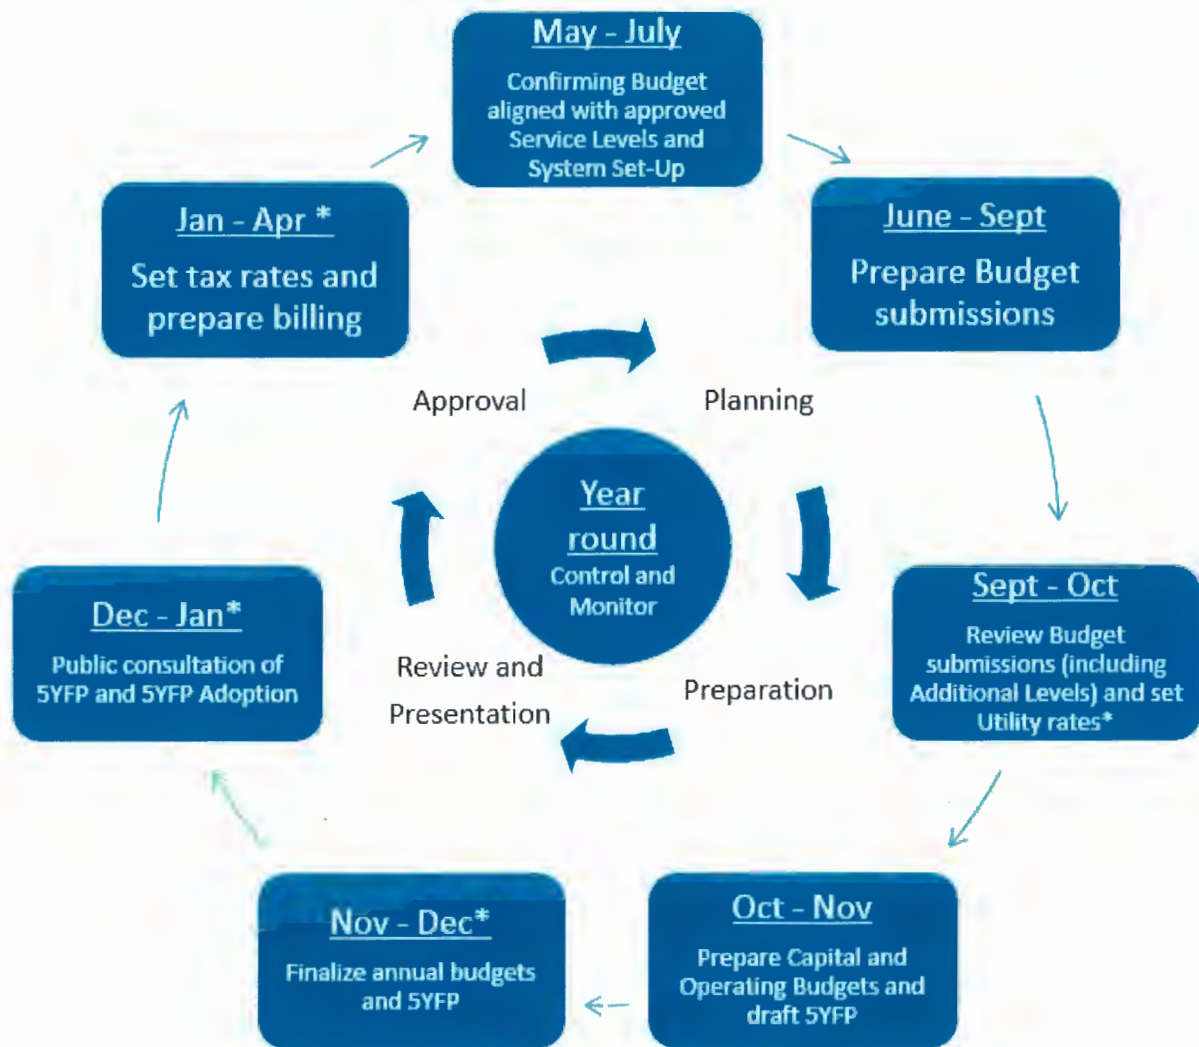 May - July
Confirming Budget
aligned with approved
Service Levels and
System Set-Up
June - Sept
Prepare Budget
submissions
Sept - Oct
Review Budget
submissions (including
Additional Levels) and set
Utility rates*
Oct - Nov
Prepare Capital and
Operating Budgets and
draft 5YFP
Nov - Dec*
Finalize annual budgets
and 5YFP
Dec - Jan*
Public consultation of
5YFP and 5YFP Adoption
Jan - Apr *
Set tax rates and
prepare billing
Approval
Planning
Preparation
Review and
Presentation
Year
round
Control and
Monitor